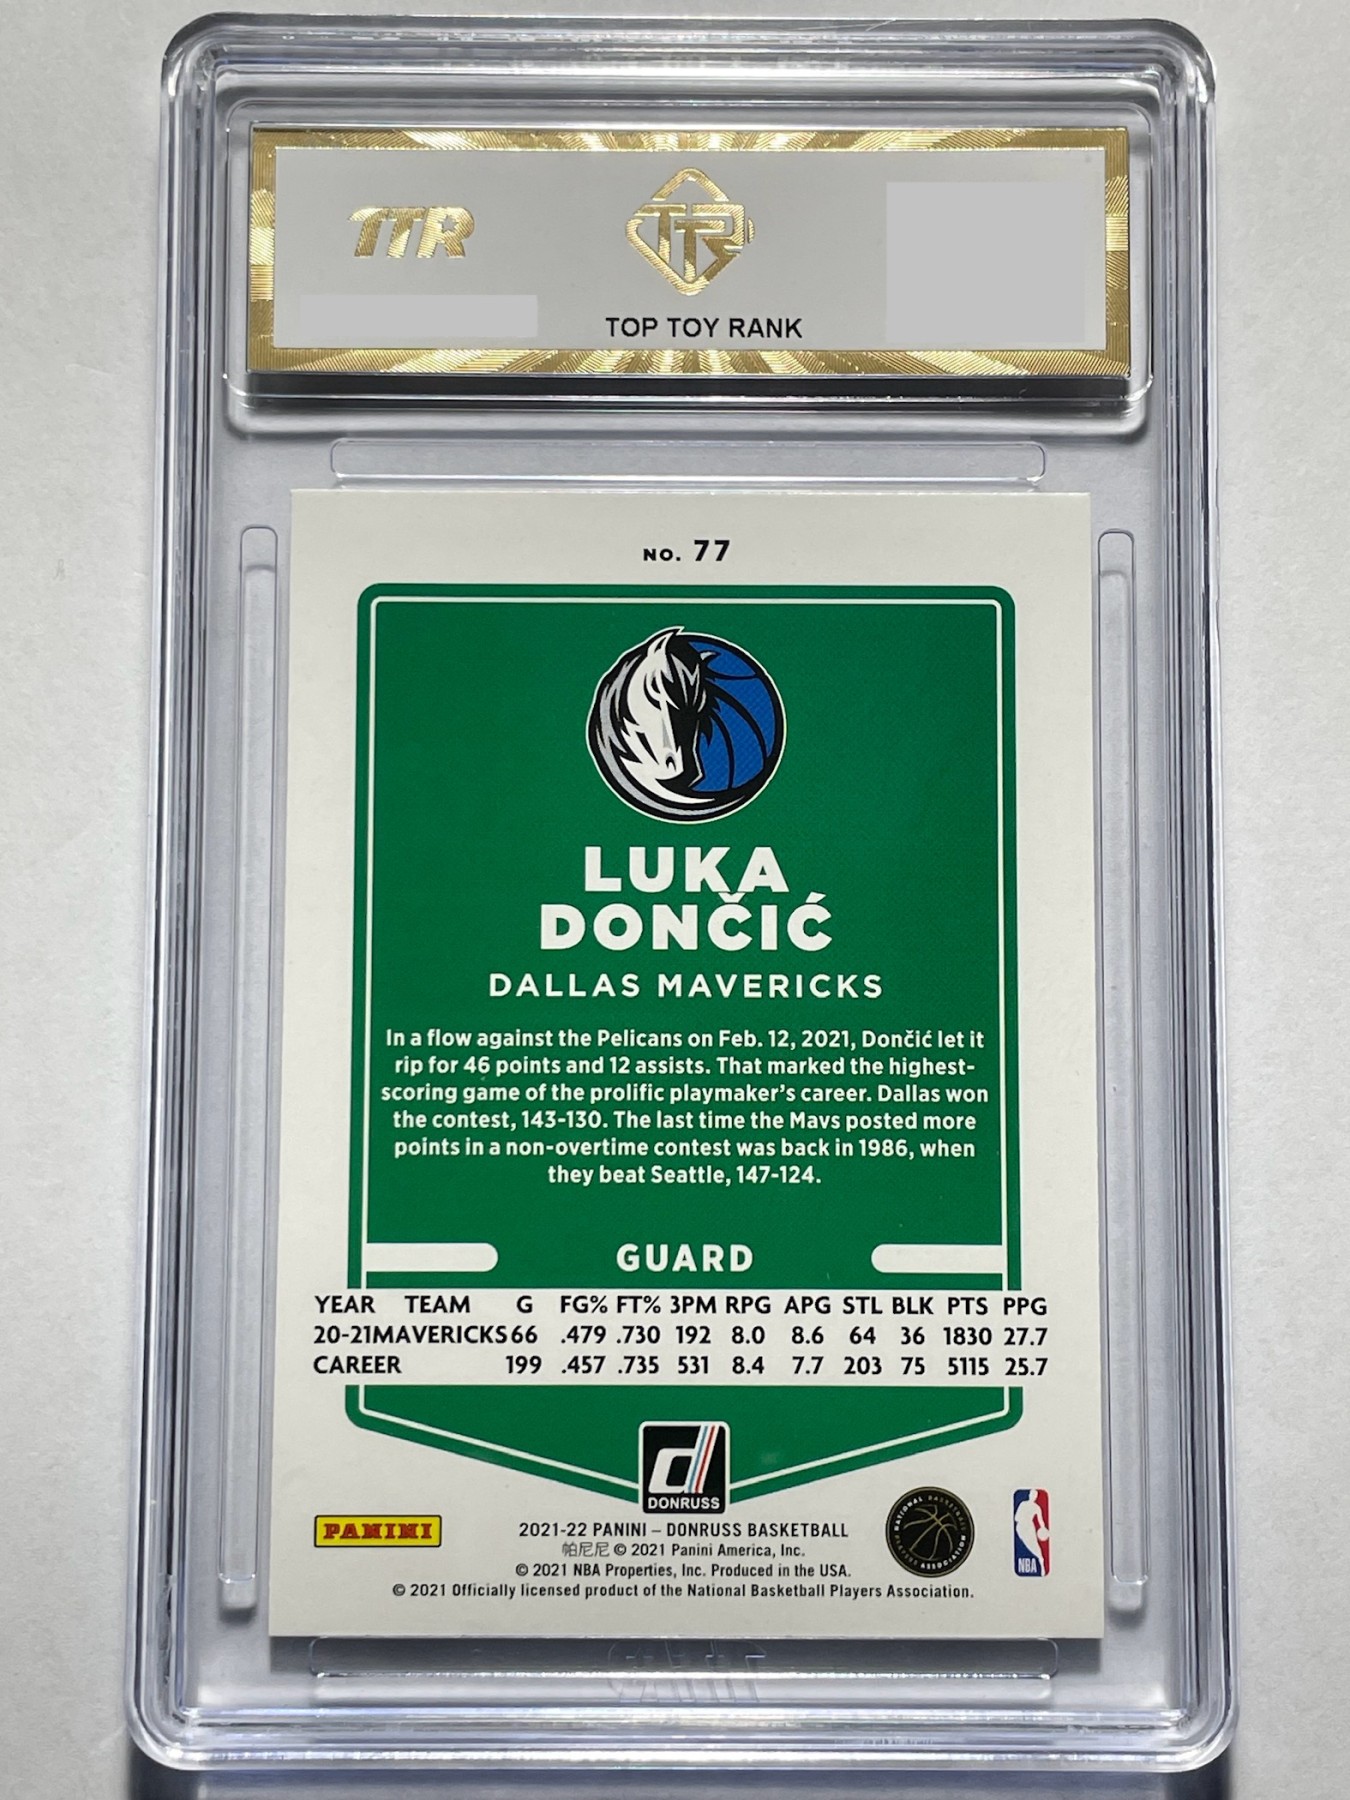 TTR
TTR
TOP TOY RANK
NO. 77
LUKA
DONČIĆ
DALLAS MAVERICKS
In a flow against the Pelicans on Feb. 12, 2021, Dončić let it
rip for 46 points and 12 assists. That marked the highest-
scoring game of the prolific playmaker's career. Dallas won
the contest, 143-130. The last time the Mavs posted more
points in a non-overtime contest was back in 1986, when
they beat Seattle, 147-124.
GUARD
YEAR TEAM G FG% FT% 3PM RPG APG STL BLK PTS PPG
20-21 MAVERICKS 66 .479 .730 192 8.0 8.6 64 36 1830 27.7
CAREER 199 .457 .735 531 8.4 7.7 203 75 5115 25.7
d
DONRUSS
PANINI
2021-22 PANINI – DONRUSS BASKETBALL
帕尼尼 © 2021 Panini America, Inc.
© 2021 NBA Properties, Inc. Produced in the USA.
© 2021 Officially licensed product of the National Basketball Players Association.
NATIONAL BASKETBALL PLAYERS ASSOCIATION
NBA